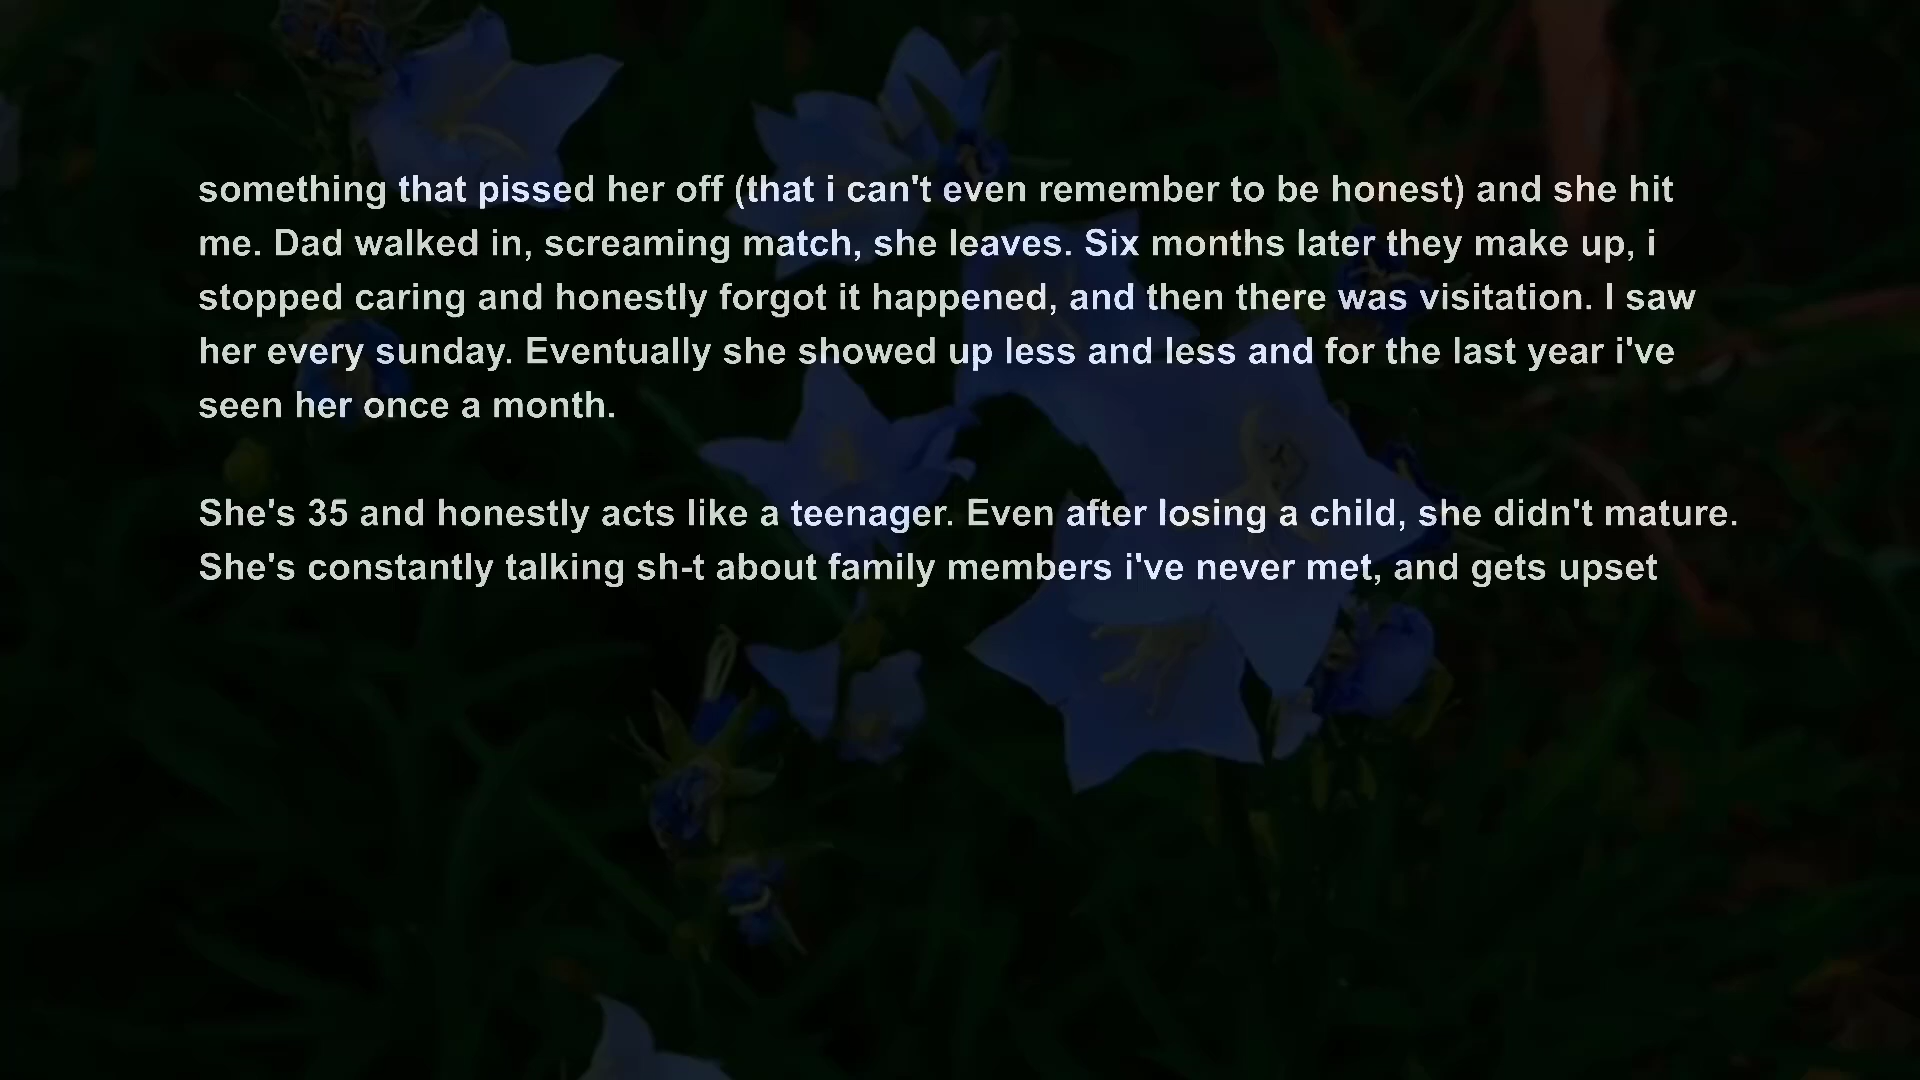 something that pissed her off (that i can't even remember to be honest) and she hit
me. Dad walked in, screaming match, she leaves. Six months later they make up, i
stopped caring and honestly forgot it happened, and then there was visitation. I saw
her every sunday. Eventually she showed up less and less and for the last year i've
seen her once a month.
She's 35 and honestly acts like a teenager. Even after losing a child, she didn't mature.
She's constantly talking sh-t about family members i've never met, and gets upset